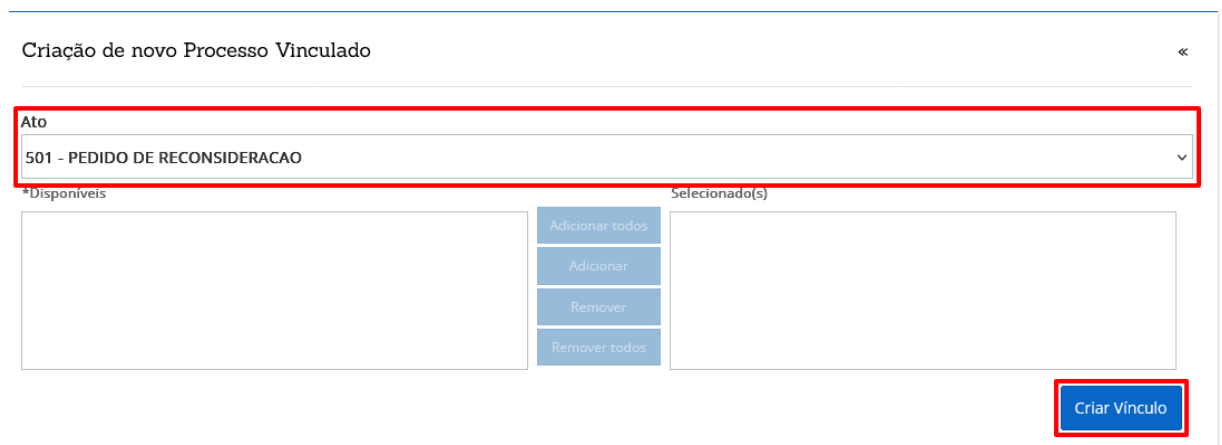 Criação de novo Processo Vinculado
«
Ato
501 - PEDIDO DE RECONSIDERACAO
*Disponíveis
Selecionado(s)
Adicionar todos
Adicionar
Remover
Remover todos
Criar Vínculo